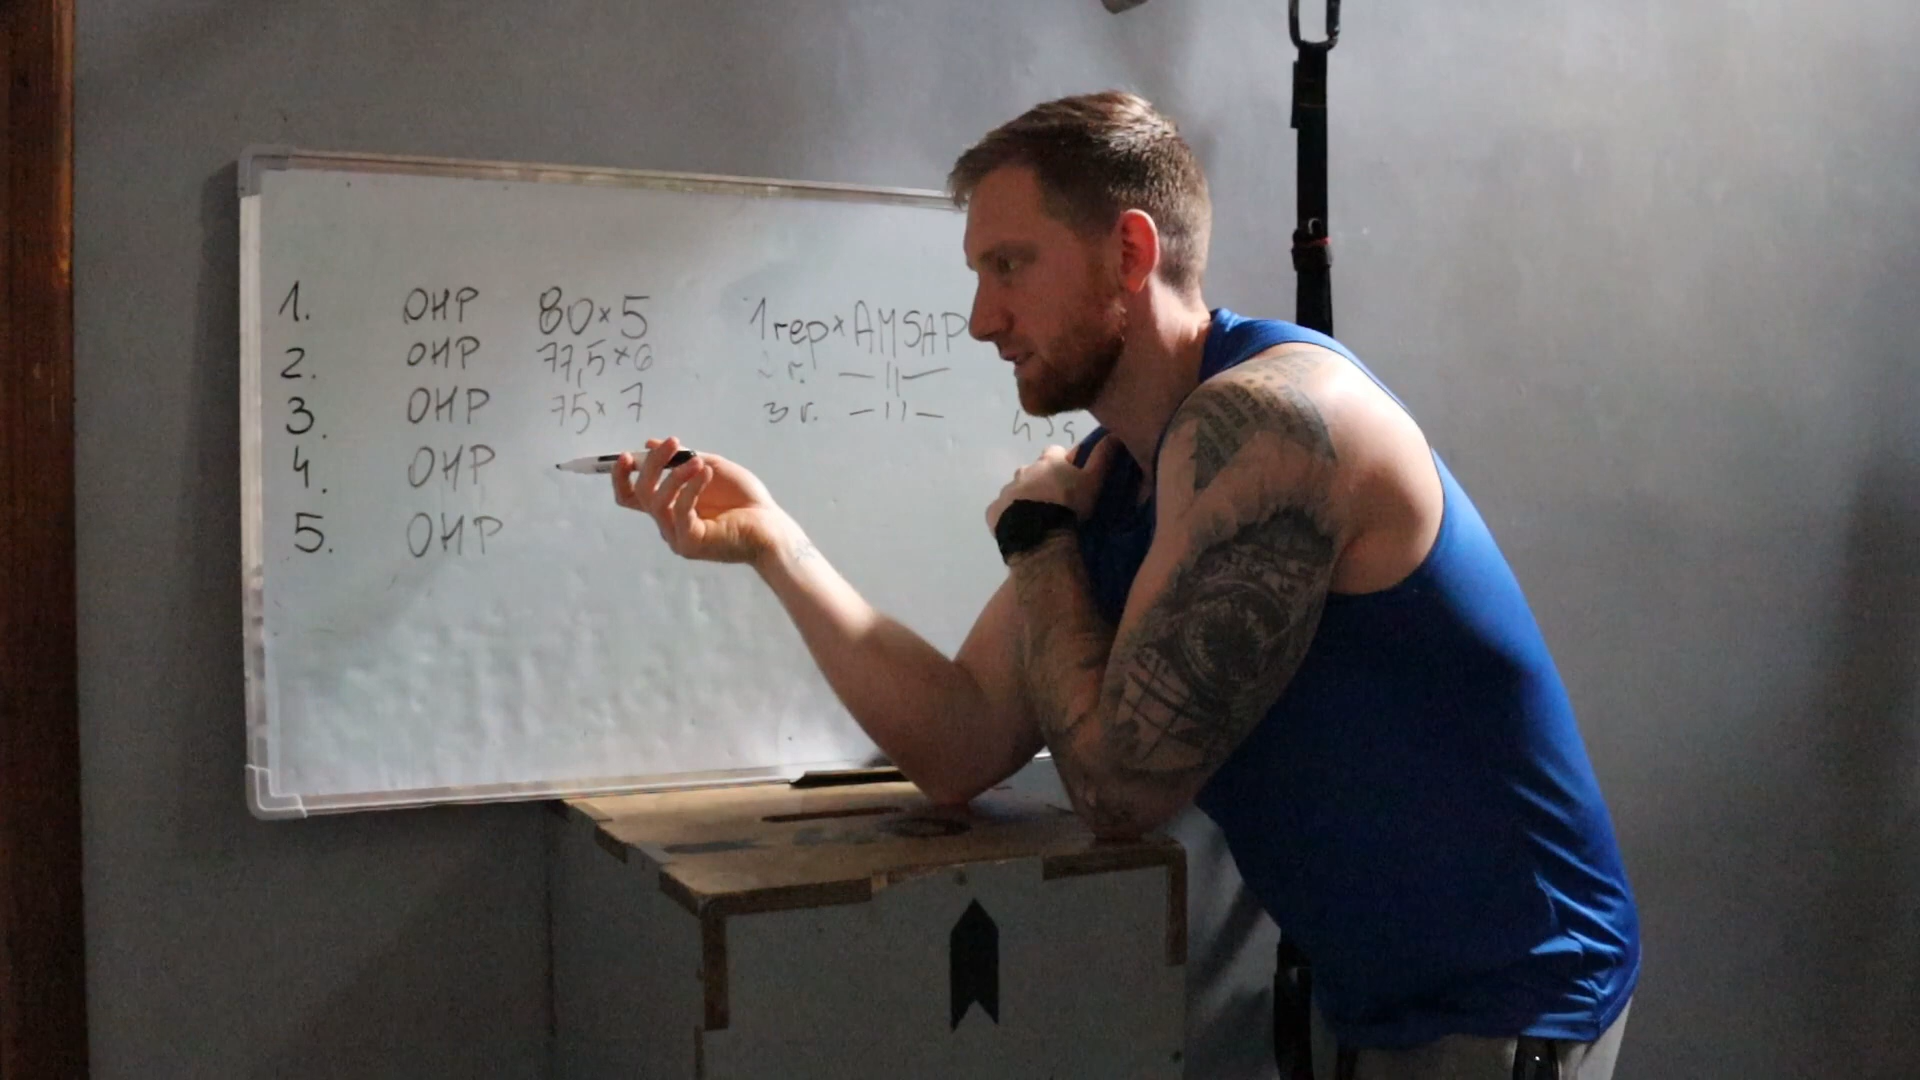 1. OHP 80×5 1rep×AMSAP
2. OHP 77,5×6 r. —||—
3. OHP 75×7 3 r. —||—
4. OHP
5. OHP